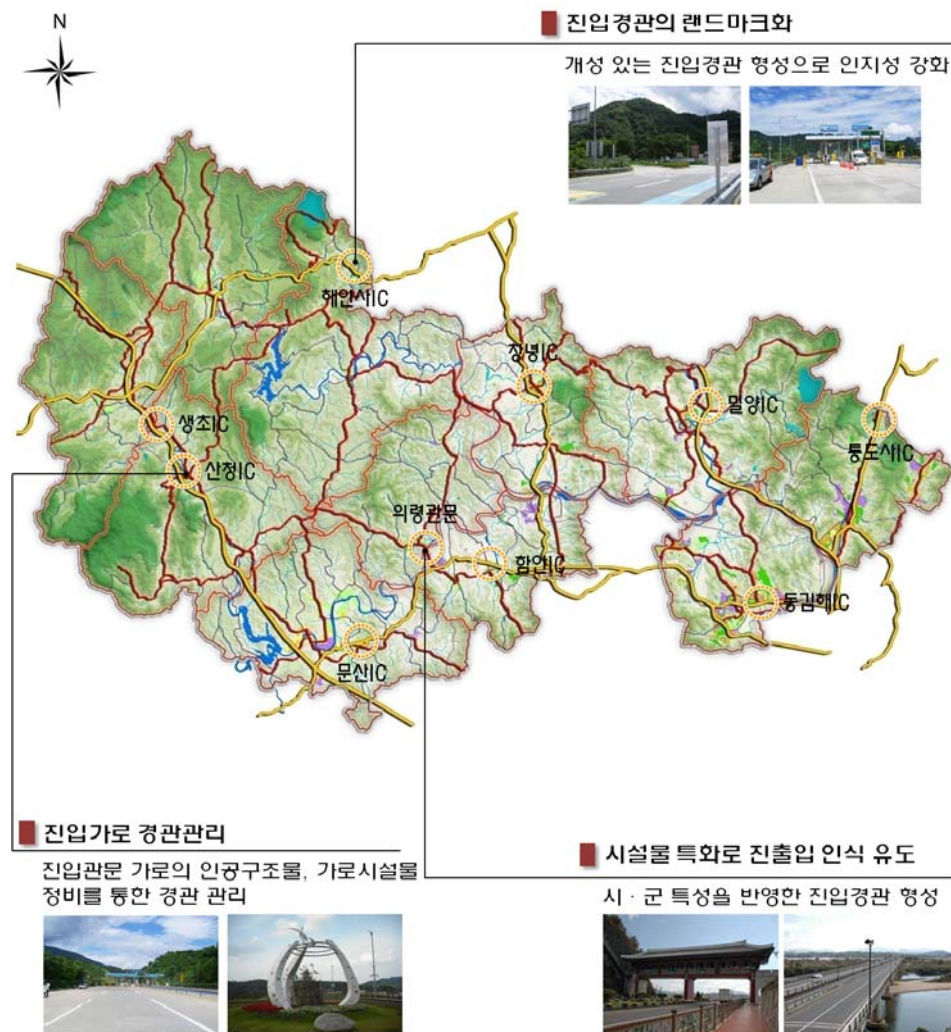 N
진입경관의 랜드마크화
개성 있는 진입경관 형성으로 인지성 강화
해인사IC
창녕IC
밀양IC
통도사IC
생초IC
산청IC
의령관문
함안IC
동김해IC
문산IC
진입가로 경관관리
진입관문 가로의 인공구조물, 가로시설물
정비를 통한 경관 관리
시설물 특화로 진출입 인식 유도
시·군 특성을 반영한 진입경관 형성